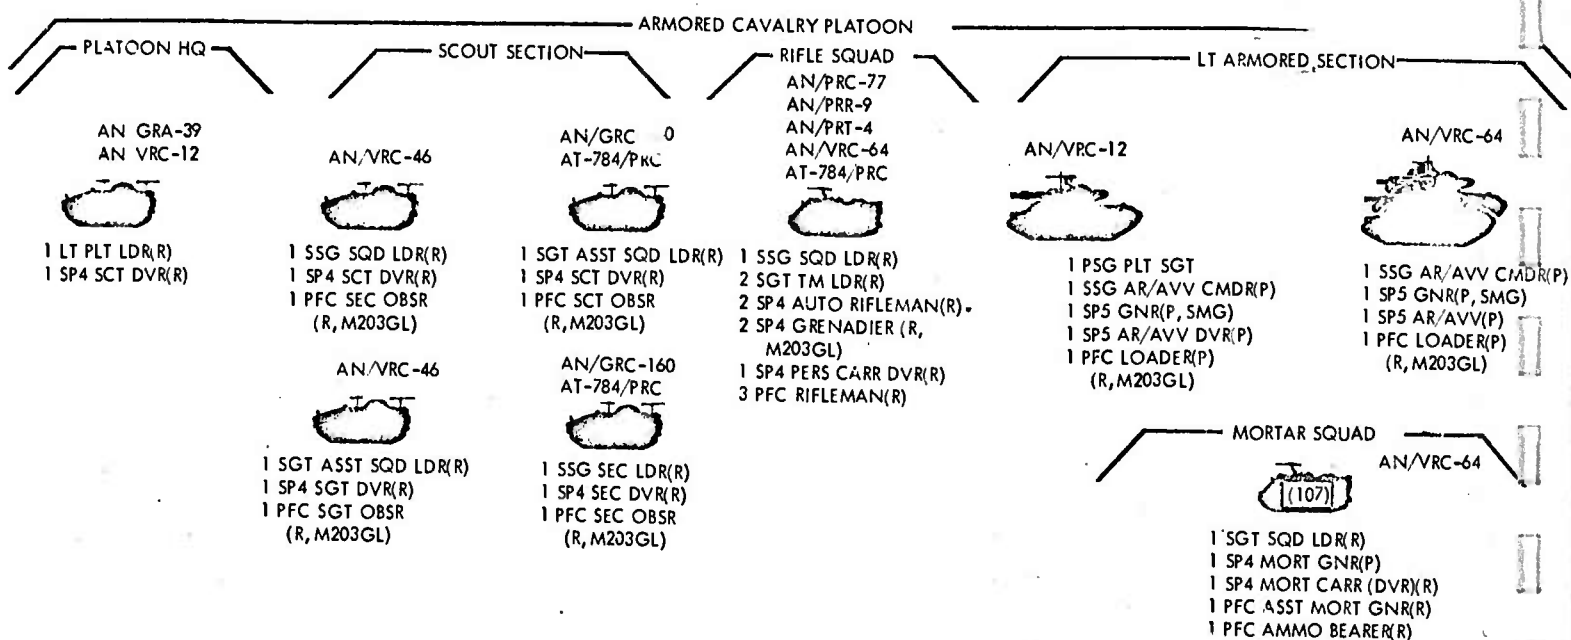 ARMORED CAVALRY PLATOON
PLATOON HQ
AN GRA-39
AN VRC-12
1 LT PLT LDR(R)
1 SP4 SCT DVR(R)
SCOUT SECTION
AN/VRC-46
1 SSG SQD LDR(R)
1 SP4 SCT DVR(R)
1 PFC SEC OBSR
(R, M203GL)
AN/GRC 0
AT-784/PRC
1 SGT ASST SQD LDR(R)
1 SP4 SCT DVR(R)
1 PFC SCT OBSR
(R, M203GL)
AN/VRC-46
1 SGT ASST SQD LDR(R)
1 SP4 SGT DVR(R)
1 PFC SGT OBSR
(R, M203GL)
AN/GRC-160
AT-784/PRC
1 SSG SEC LDR(R)
1 SP4 SEC DVR(R)
1 PFC SEC OBSR
(R, M203GL)
RIFLE SQUAD
AN/PRC-77
AN/PRR-9
AN/PRT-4
AN/VRC-64
AT-784/PRC
1 SSG SQD LDR(R)
2 SGT TM LDR(R)
2 SP4 AUTO RIFLEMAN(R).
2 SP4 GRENADIER (R,
M203GL)
1 SP4 PERS CARR DVR(R)
3 PFC RIFLEMAN(R)
LT ARMORED SECTION
AN/VRC-12
1 PSG PLT SGT
1 SSG AR/AVV CMDR(P)
1 SP5 GNR(P, SMG)
1 SP5 AR/AVV DVR(P)
1 PFC LOADER(P)
(R, M203GL)
AN/VRC-64
1 SSG AR/AVV CMDR(P)
1 SP5 GNR(P, SMG)
1 SP5 AR/AVV(P)
1 PFC LOADER(P)
(R, M203GL)
MORTAR SQUAD
AN/VRC-64
(107)
1 SGT SQD LDR(R)
1 SP4 MORT GNR(P)
1 SP4 MORT CARR (DVR)(R)
1 PFC ASST MORT GNR(R)
1 PFC AMMO BEARER(R)